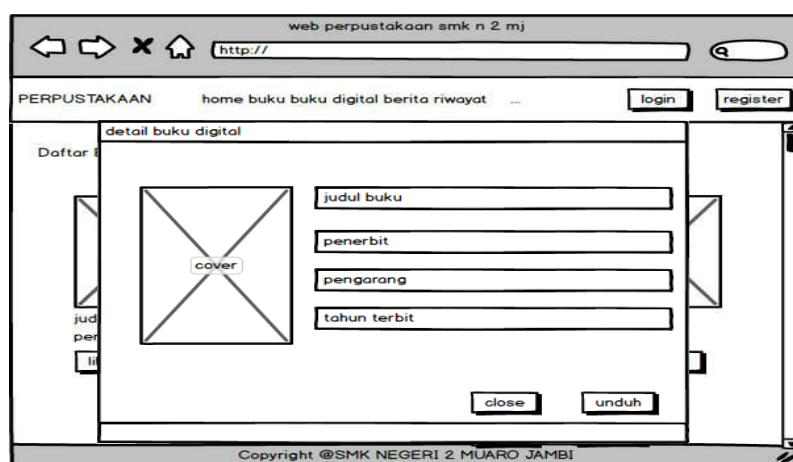 web perpustakaan smk n 2 mj
http://
PERPUSTAKAAN home buku buku digital berita riwayat ... login register
detail buku digital
Daftar
judul buku
penerbit
cover
pengarang
tahun terbit
jud
per
close unduh
Copyright @SMK NEGERI 2 MUARO JAMBI